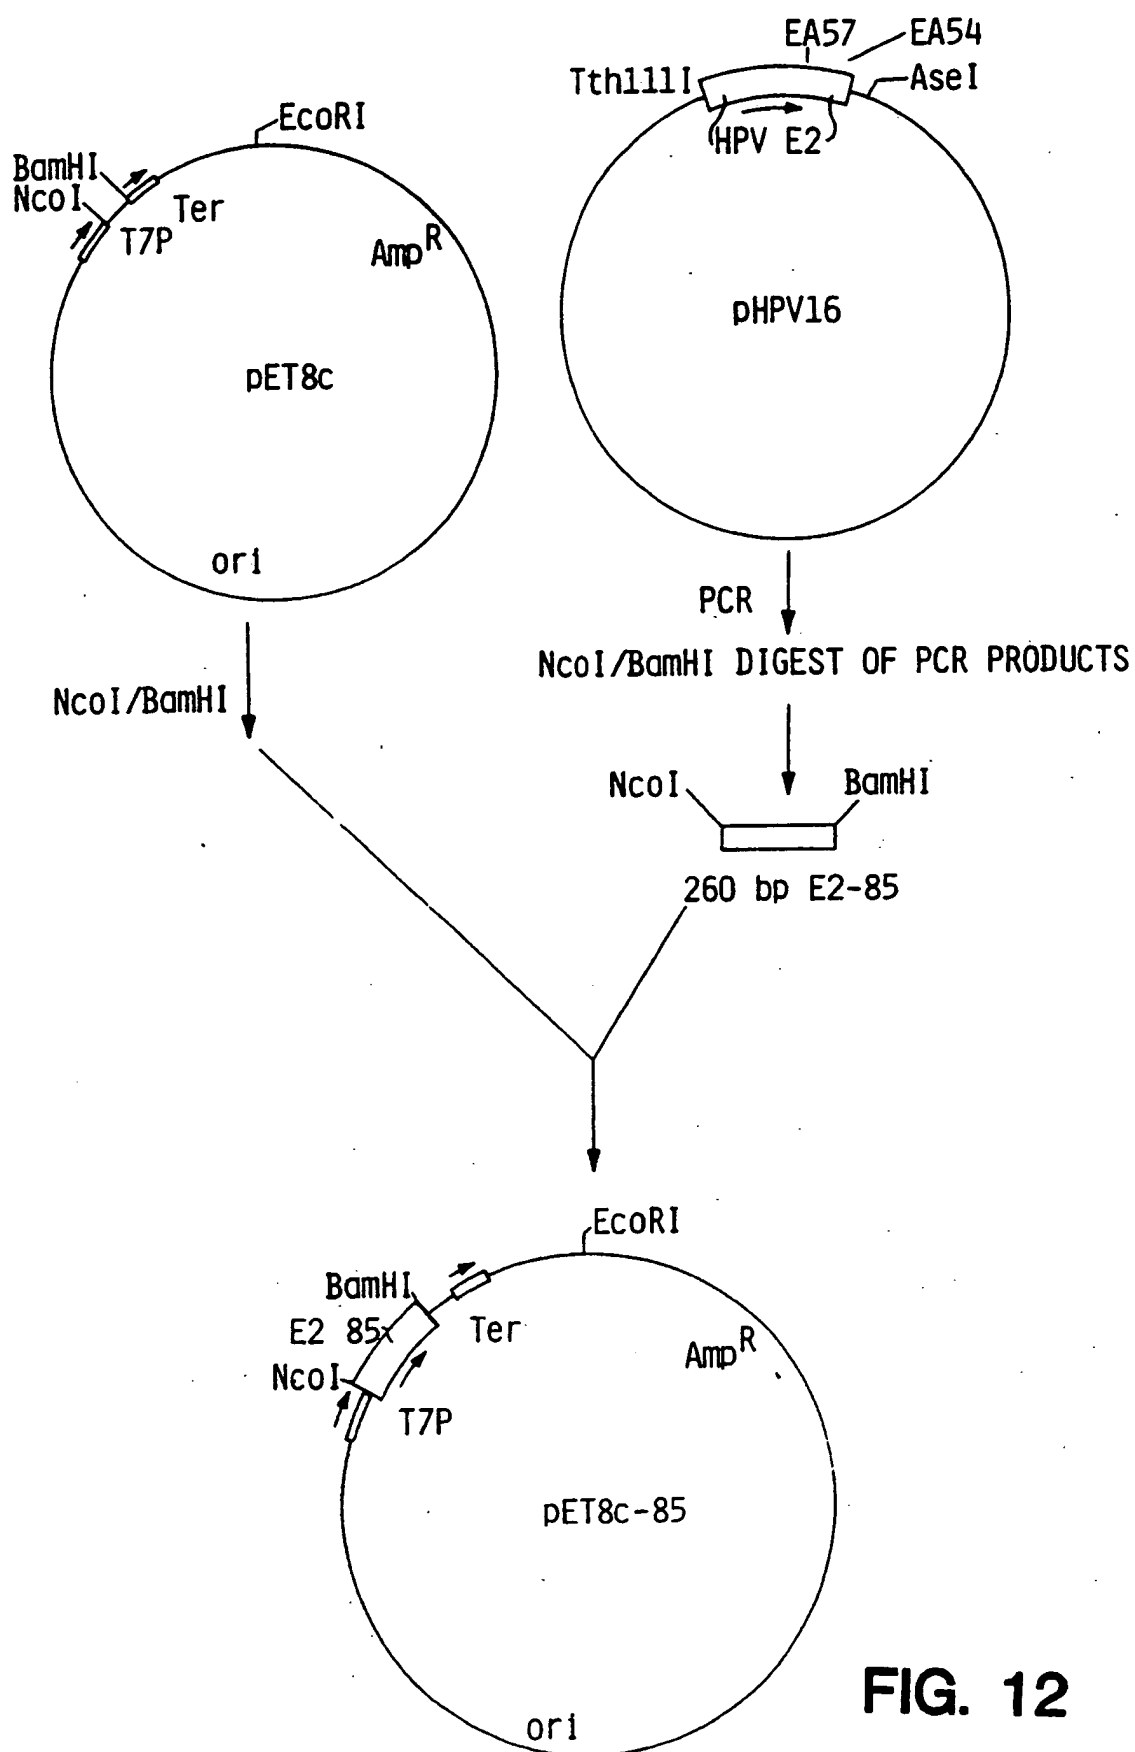 EA57
EA54
Tth111I
AseI
HPV E2
EcoRI
BamHI
NcoI
Ter
T7P
Amp R
pHPV16
pET8c
ori
PCR
NcoI/BamHI DIGEST OF PCR PRODUCTS
NcoI/BamHI
NcoI
BamHI
260 bp E2-85
EcoRI
BamHI
E2 85
Ter
NcoI
Amp R
T7P
pET8c-85
ori
FIG. 12